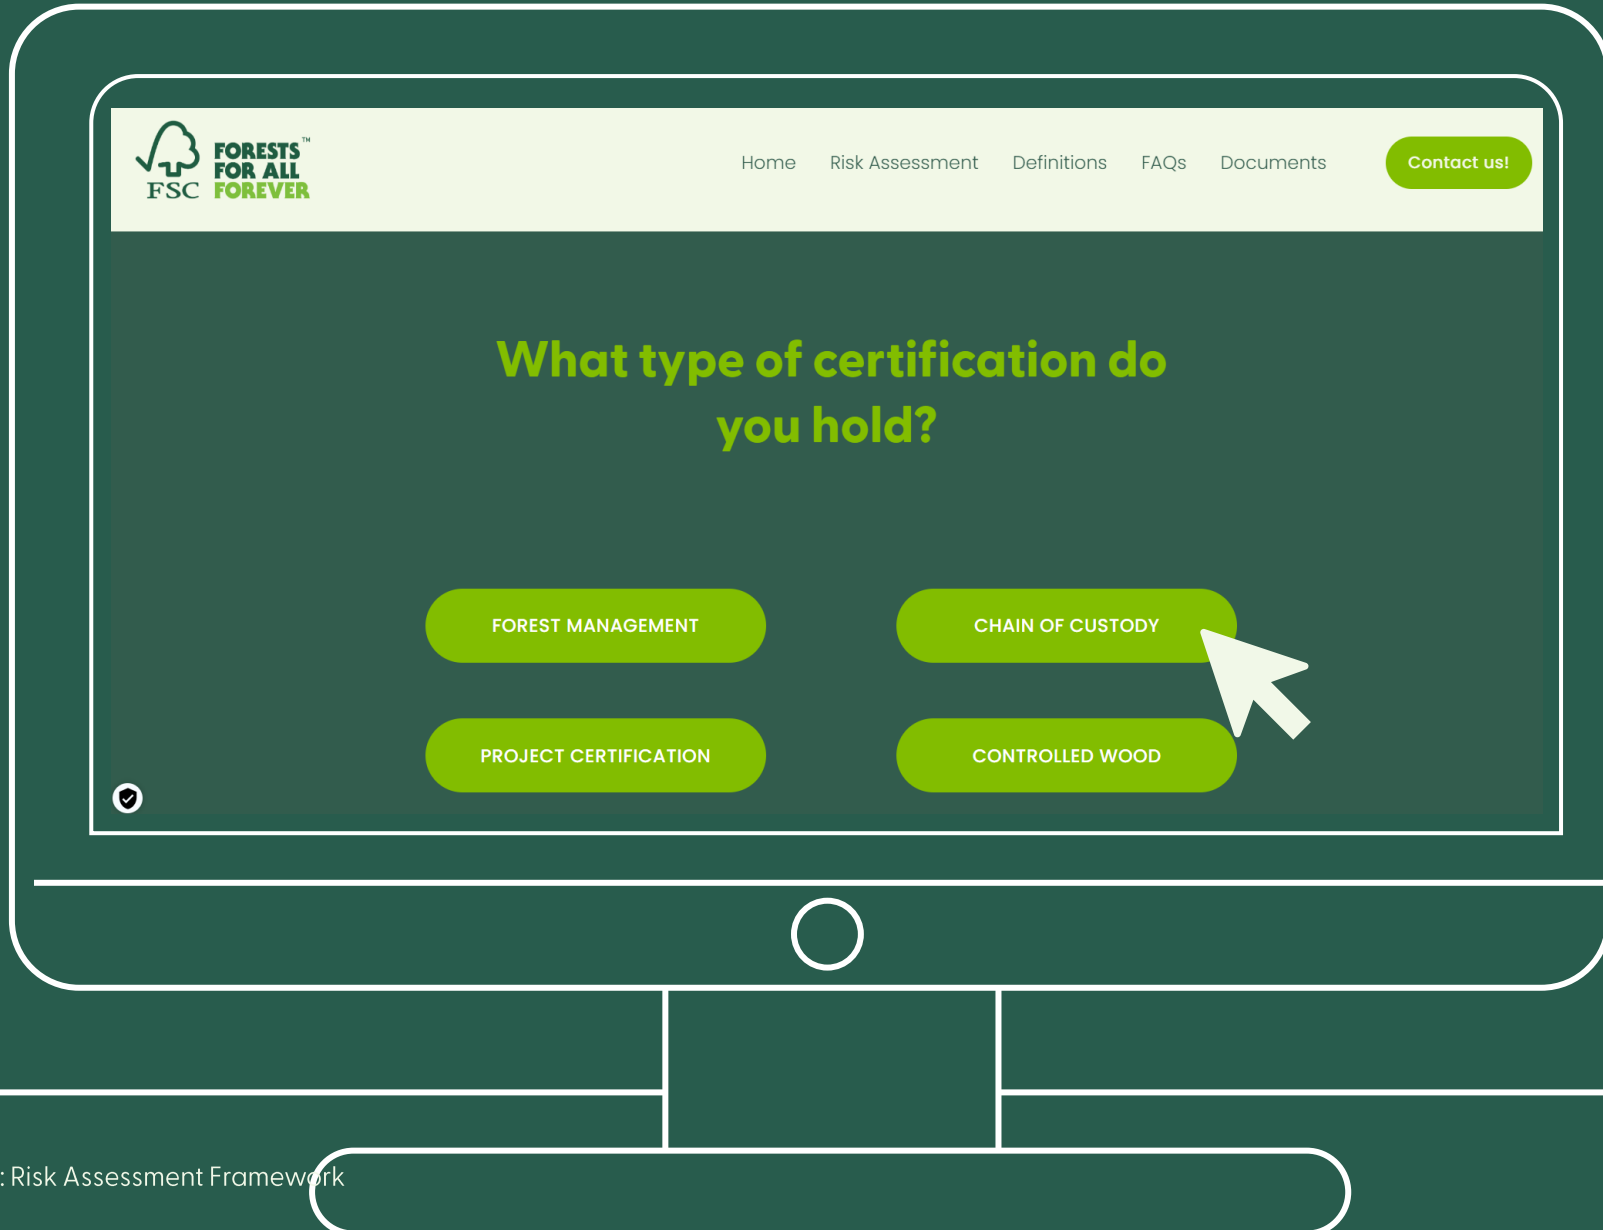 FORESTS™
FOR ALL
FOREVER
FSC
Home Risk Assessment Definitions FAQs Documents Contact us!
What type of certification do
you hold?
FOREST MANAGEMENT CHAIN OF CUSTODY
PROJECT CERTIFICATION CONTROLLED WOOD
: Risk Assessment Framework